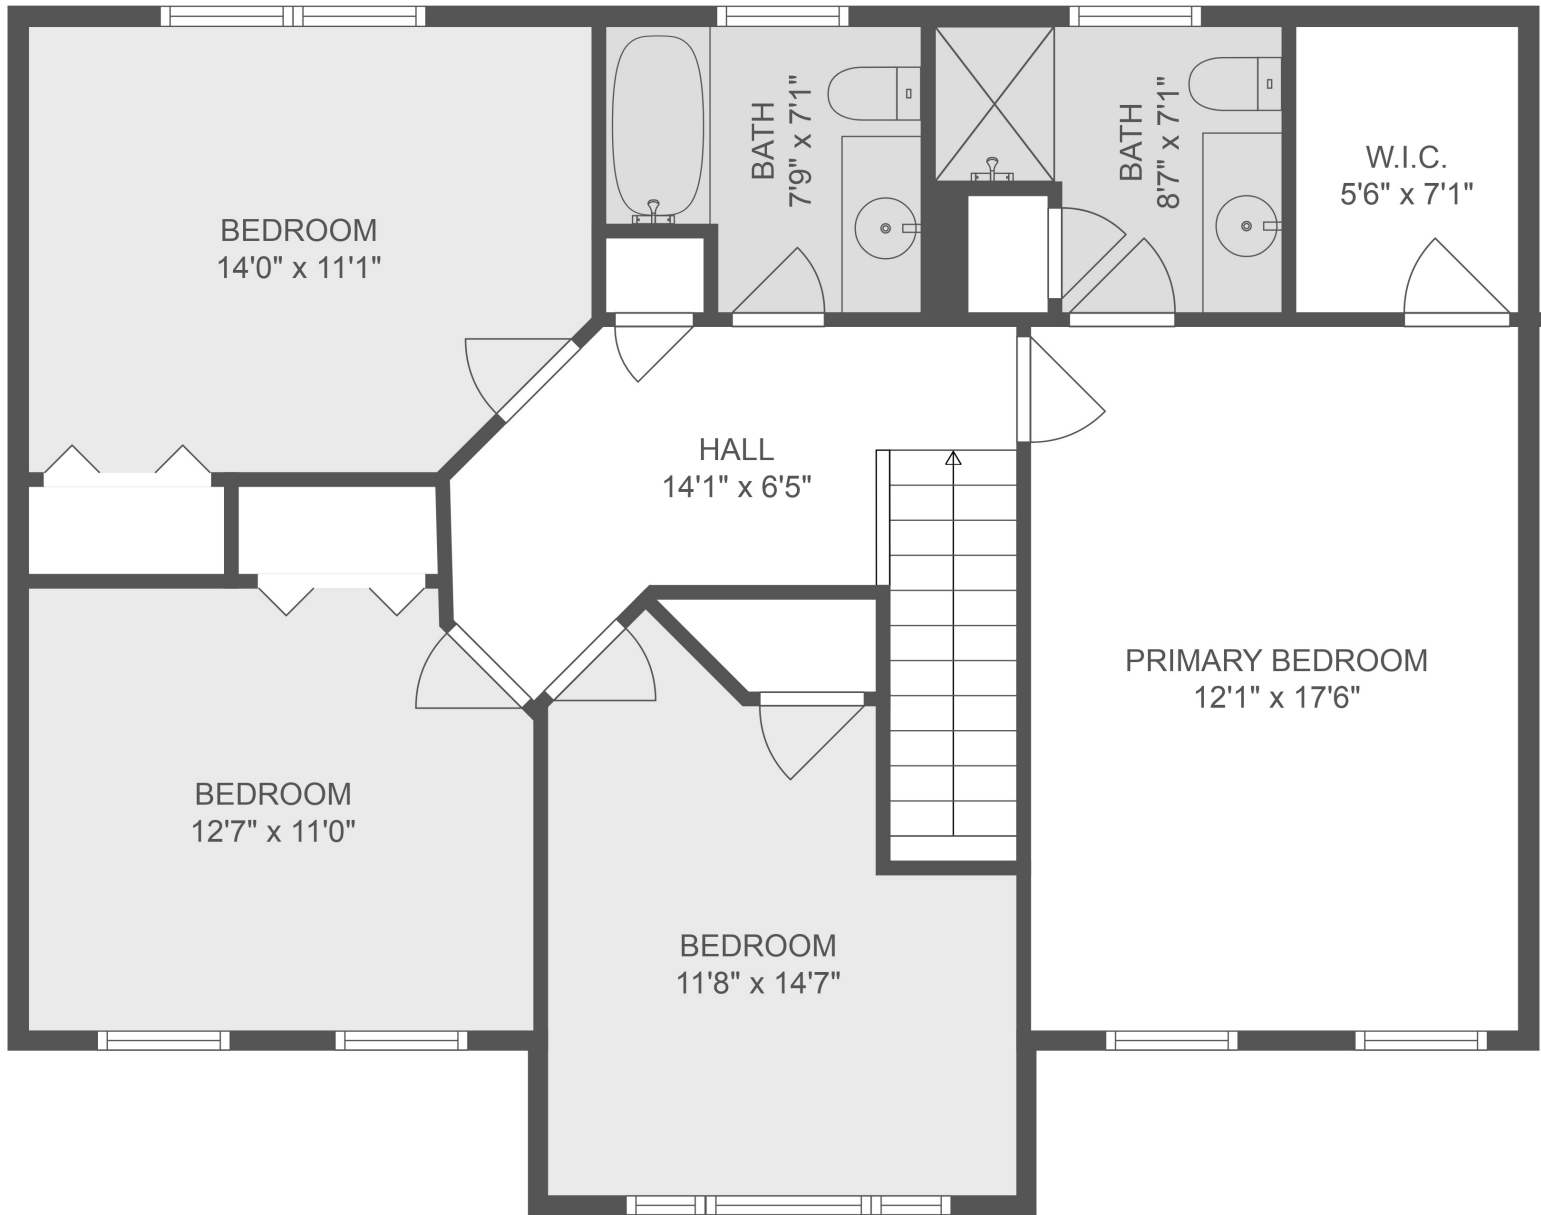 BATH
7'9" x 7'1"
BATH
8'7" x 7'1"
W.I.C.
5'6" x 7'1"
BEDROOM
14'0" x 11'1"
HALL
14'1" x 6'5"
PRIMARY BEDROOM
12'1" x 17'6"
BEDROOM
12'7" x 11'0"
BEDROOM
11'8" x 14'7"